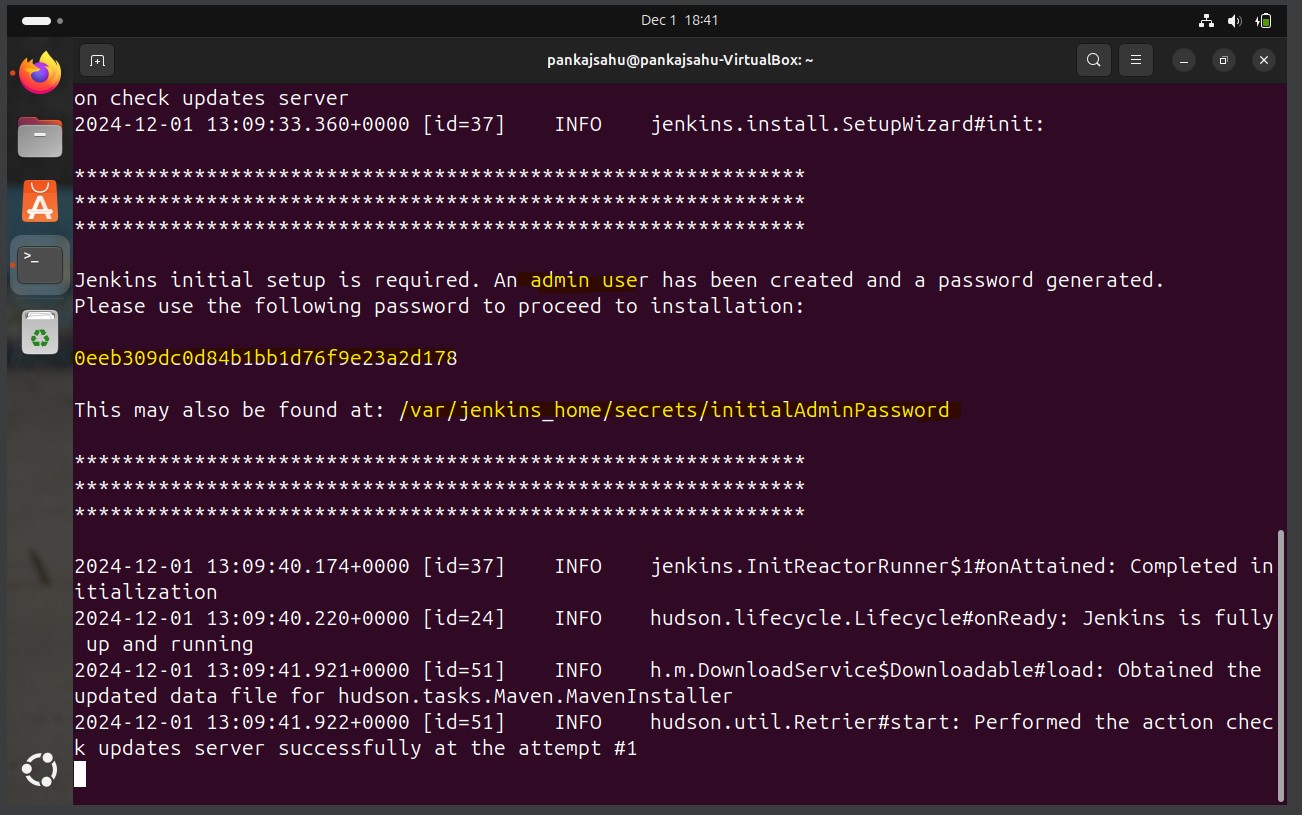 Dec 1 18:41
pankajsahu@pankajsahu-VirtualBox: ~
on check updates server
2024-12-01 13:09:33.360+0000 [id=37] INFO jenkins.install.SetupWizard#init:
*************************************************************
*************************************************************
*************************************************************
Jenkins initial setup is required. An admin user has been created and a password generated.
Please use the following password to proceed to installation:
0eeb309dc0d84b1bb1d76f9e23a2d178
This may also be found at: /var/jenkins_home/secrets/initialAdminPassword
*************************************************************
*************************************************************
*************************************************************
2024-12-01 13:09:40.174+0000 [id=37] INFO jenkins.InitReactorRunner$1#onAttained: Completed in
itialization
2024-12-01 13:09:40.220+0000 [id=24] INFO hudson.lifecycle.Lifecycle#onReady: Jenkins is fully
up and running
2024-12-01 13:09:41.921+0000 [id=51] INFO h.m.DownloadService$Downloadable#load: Obtained the
updated data file for hudson.tasks.Maven.MavenInstaller
2024-12-01 13:09:41.922+0000 [id=51] INFO hudson.util.Retrier#start: Performed the action chec
k updates server successfully at the attempt #1